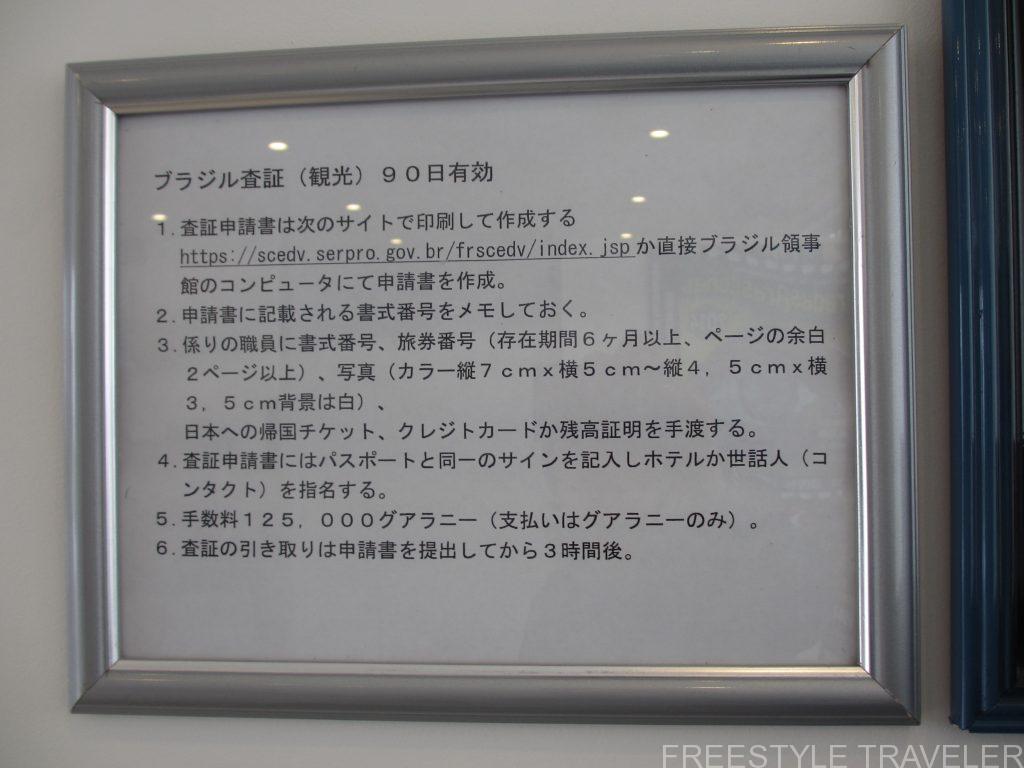 ブラジル査証（観光）９０日有効
1. 査証申請書は次のサイトで印刷して作成する
https://scedv.serpro.gov.br/frscedv/index.jsp か直接ブラジル領事
館のコンピュータにて申請書を作成。
2. 申請書に記載される書式番号をメモしておく。
3. 係りの職員に書式番号、旅券番号（存在期間６ヶ月以上、ページの余白
２ページ以上）、写真（カラー縦７ｃｍｘ横５ｃｍ～縦４，５ｃｍｘ横
３，５ｃｍ背景は白）、
日本への帰国チケット、クレジトカードか残高証明を手渡する。
4. 査証申請書にはパスポートと同一のサインを記入しホテルか世話人（コ
ンタクト）を指名する。
5. 手数料１２５，０００グアラニー（支払いはグアラニーのみ）。
6. 査証の引き取りは申請書を提出してから３時間後。
FREESTYLE TRAVELER